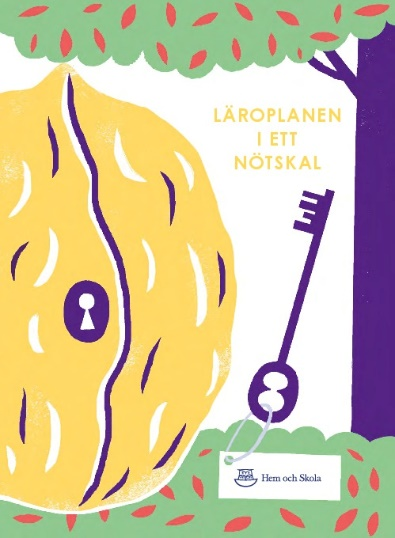 LÄROPLANEN
I ETT
NÖTSKAL
Hem och Skola